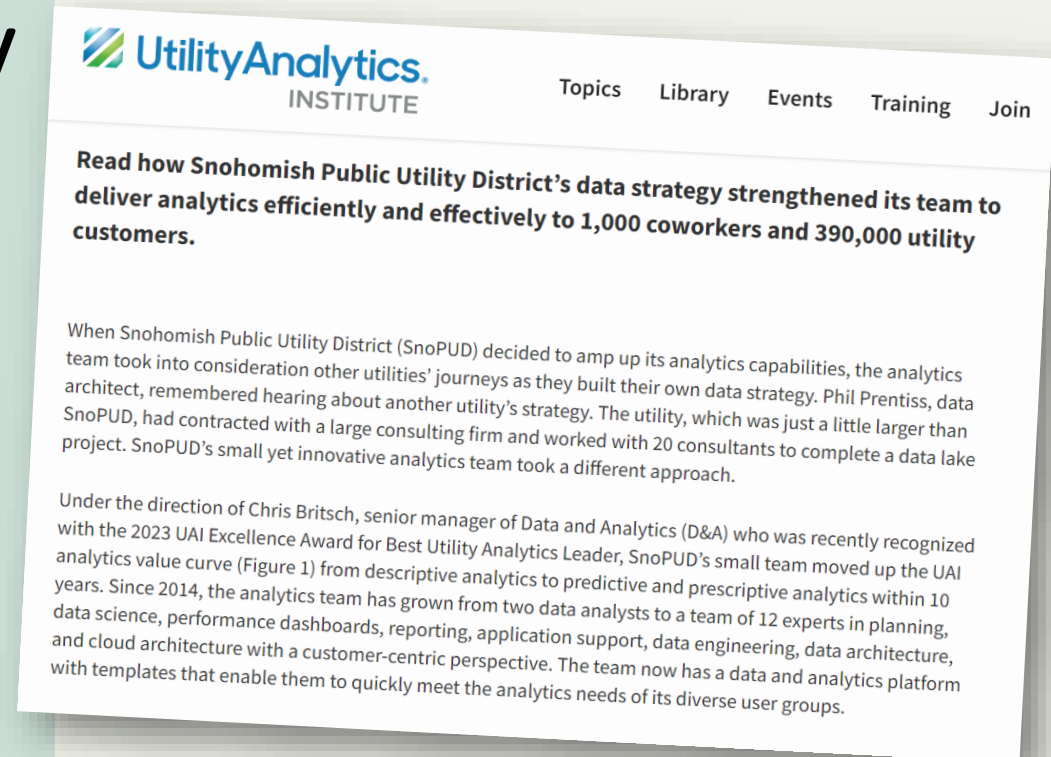 UtilityAnalytics.
INSTITUTE
Topics Library Events Training Join
Read how Snohomish Public Utility District’s data strategy strengthened its team to
deliver analytics efficiently and effectively to 1,000 coworkers and 390,000 utility
customers.
When Snohomish Public Utility District (SnoPUD) decided to amp up its analytics capabilities, the analytics
team took into consideration other utilities’ journeys as they built their own data strategy. Phil Prentiss, data
architect, remembered hearing about another utility’s strategy. The utility, which was just a little larger than
SnoPUD, had contracted with a large consulting firm and worked with 20 consultants to complete a data lake
project. SnoPUD’s small yet innovative analytics team took a different approach.
Under the direction of Chris Britsch, senior manager of Data and Analytics (D&A) who was recently recognized
with the 2023 UAI Excellence Award for Best Utility Analytics Leader, SnoPUD’s small team moved up the UAI
analytics value curve (Figure 1) from descriptive analytics to predictive and prescriptive analytics within 10
years. Since 2014, the analytics team has grown from two data analysts to a team of 12 experts in planning,
data science, performance dashboards, reporting, application support, data engineering, data architecture,
and cloud architecture with a customer-centric perspective. The team now has a data and analytics platform
with templates that enable them to quickly meet the analytics needs of its diverse user groups.